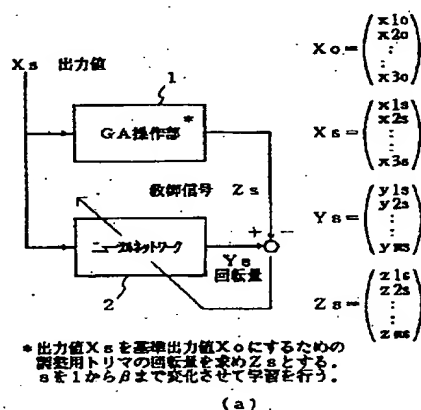 Xs 出力値
1
GA操作部*
教師信号 Zs
+ -
ニューラルネットワーク
Ys
回転量
2
Xo=(x1o x2o : : x3o)
Xs=(x1s x2s : : x3s)
Ys=(y1s y2s : : yms)
Zs=(z1s z2s : : zms)
*出力値Xsを基準出力値Xoにするための
調整用トリマの回転量を求めZsとする.
sを1からβまで変化させて学習を行う.
(a)